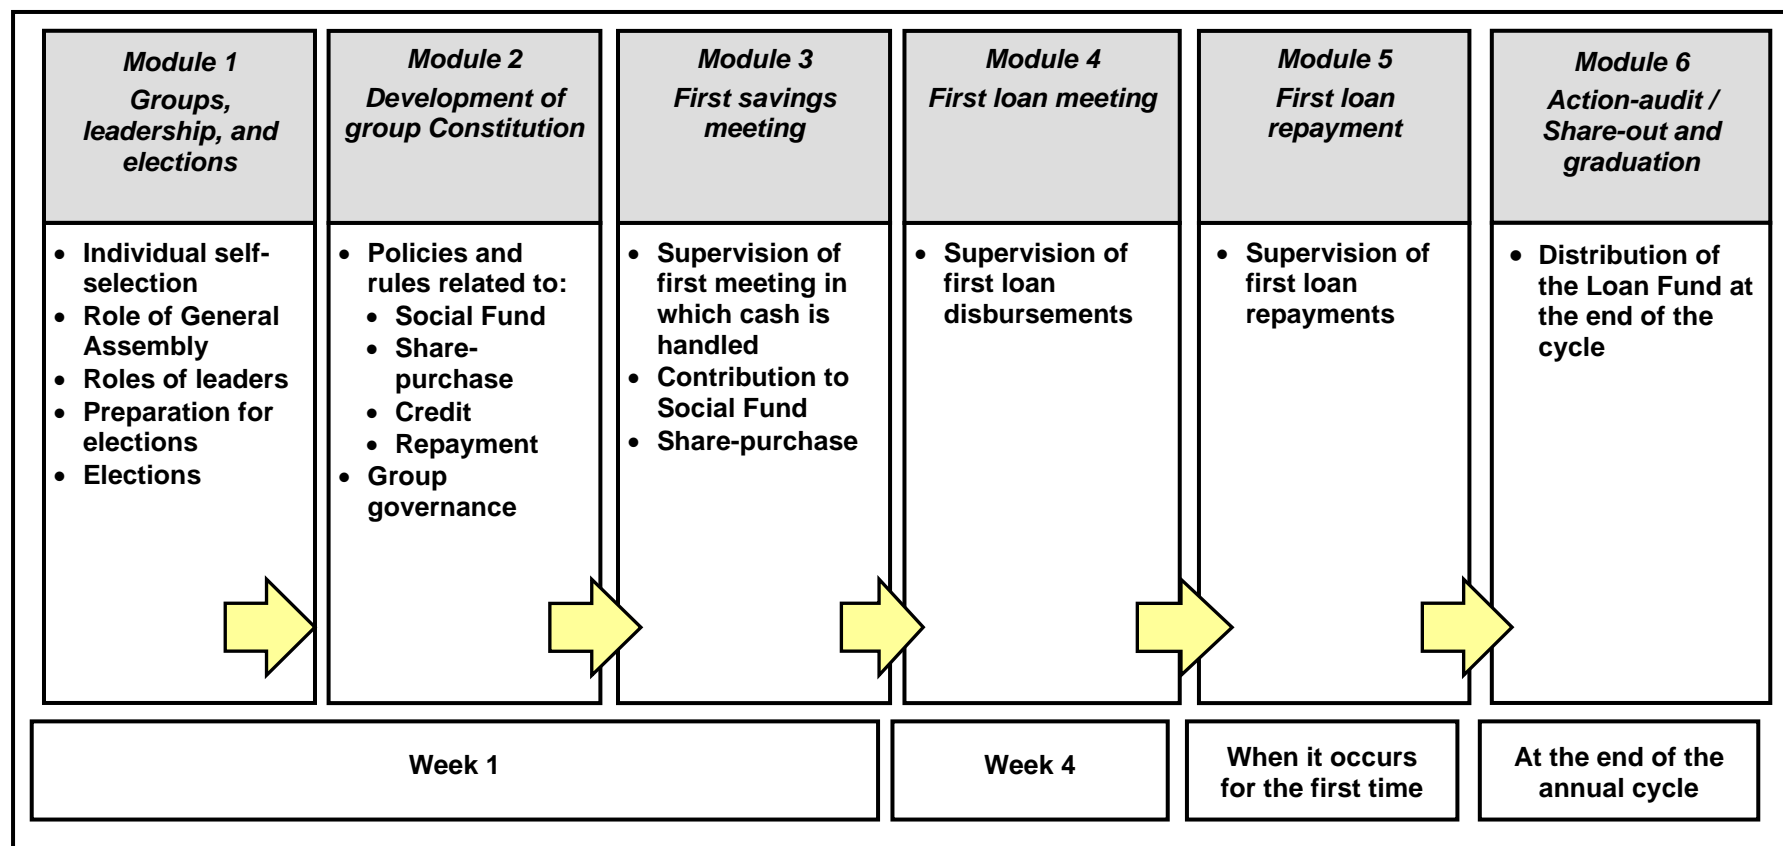 Module 1
Groups,
leadership, and
elections
• Individual self-
selection
• Role of General
Assembly
• Roles of leaders
• Preparation for
elections
• Elections
Module 2
Development of
group Constitution
• Policies and
rules related to:
• Social Fund
• Share-
purchase
• Credit
• Repayment
• Group
governance
Module 3
First savings
meeting
• Supervision of
first meeting in
which cash is
handled
• Contribution to
Social Fund
• Share-purchase
Module 4
First loan meeting
• Supervision of
first loan
disbursements
Module 5
First loan
repayment
• Supervision of
first loan
repayments
Module 6
Action-audit /
Share-out and
graduation
• Distribution of
the Loan Fund at
the end of the
cycle
Week 1
Week 4
When it occurs
for the first time
At the end of the
annual cycle